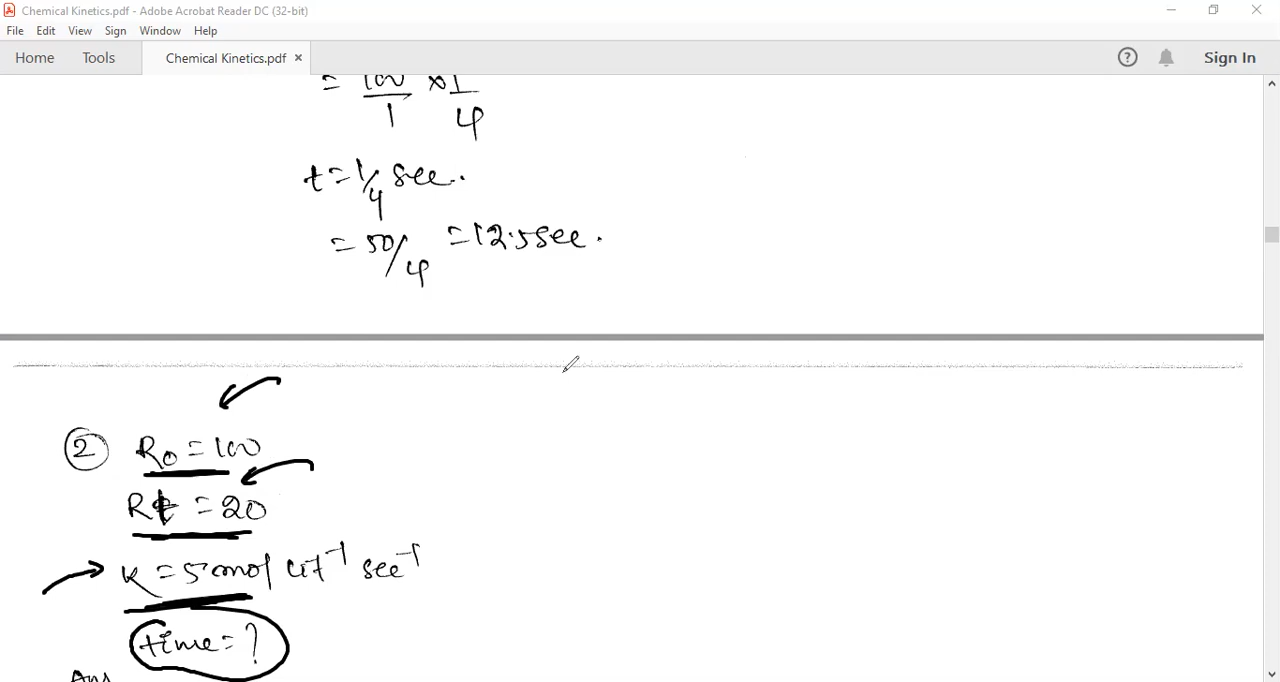 Chemical Kinetics.pdf - Adobe Acrobat Reader DC (32-bit)
File Edit View Sign Window Help
Home Tools Chemical Kinetics.pdf × ? Sign In
= 100/1 × 1/4
t = 1/4 sec.
= 50/4 = 12.5 sec.
② R₀ = 100
Rt = 20
K = 5 mol lit⁻¹ sec⁻¹
time = ?
Ans